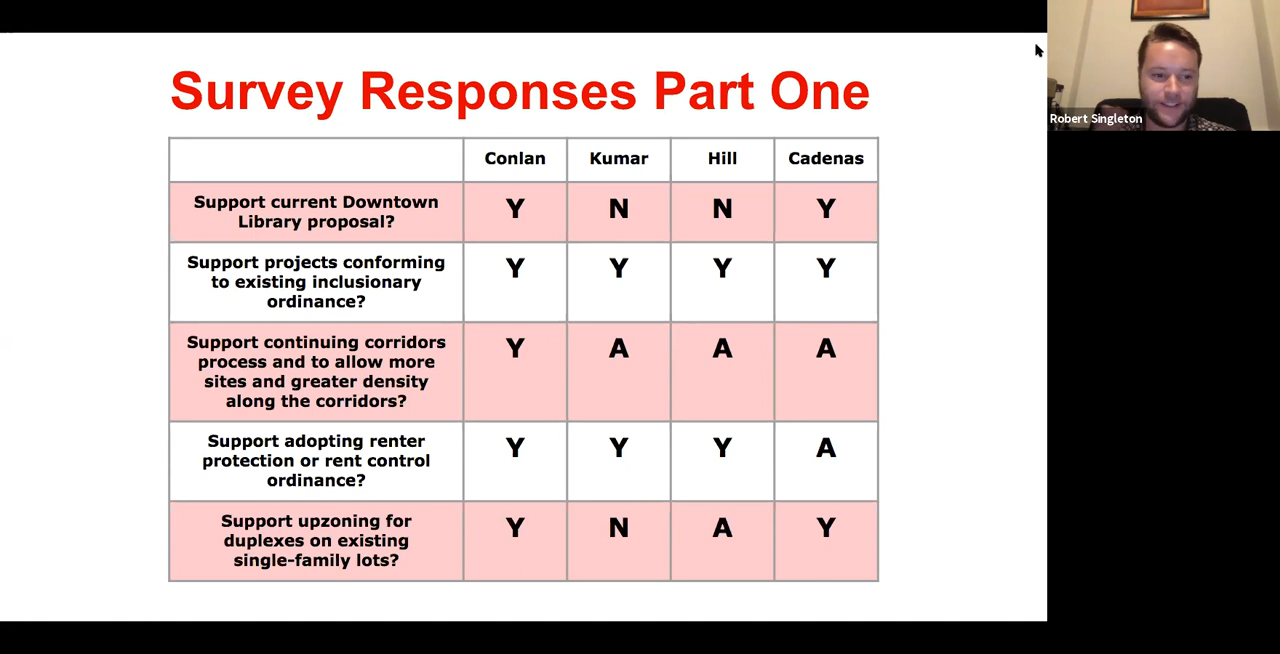 Survey Responses Part One
Robert Singleton
Conlan Kumar Hill Cadenas
Support current Downtown
Library proposal?
Y N N Y
Support projects conforming
to existing inclusionary
ordinance?
Y Y Y Y
Support continuing corridors
process and to allow more
sites and greater density
along the corridors?
Y A A A
Support adopting renter
protection or rent control
ordinance?
Y Y Y A
Support upzoning for
duplexes on existing
single-family lots?
Y N A Y